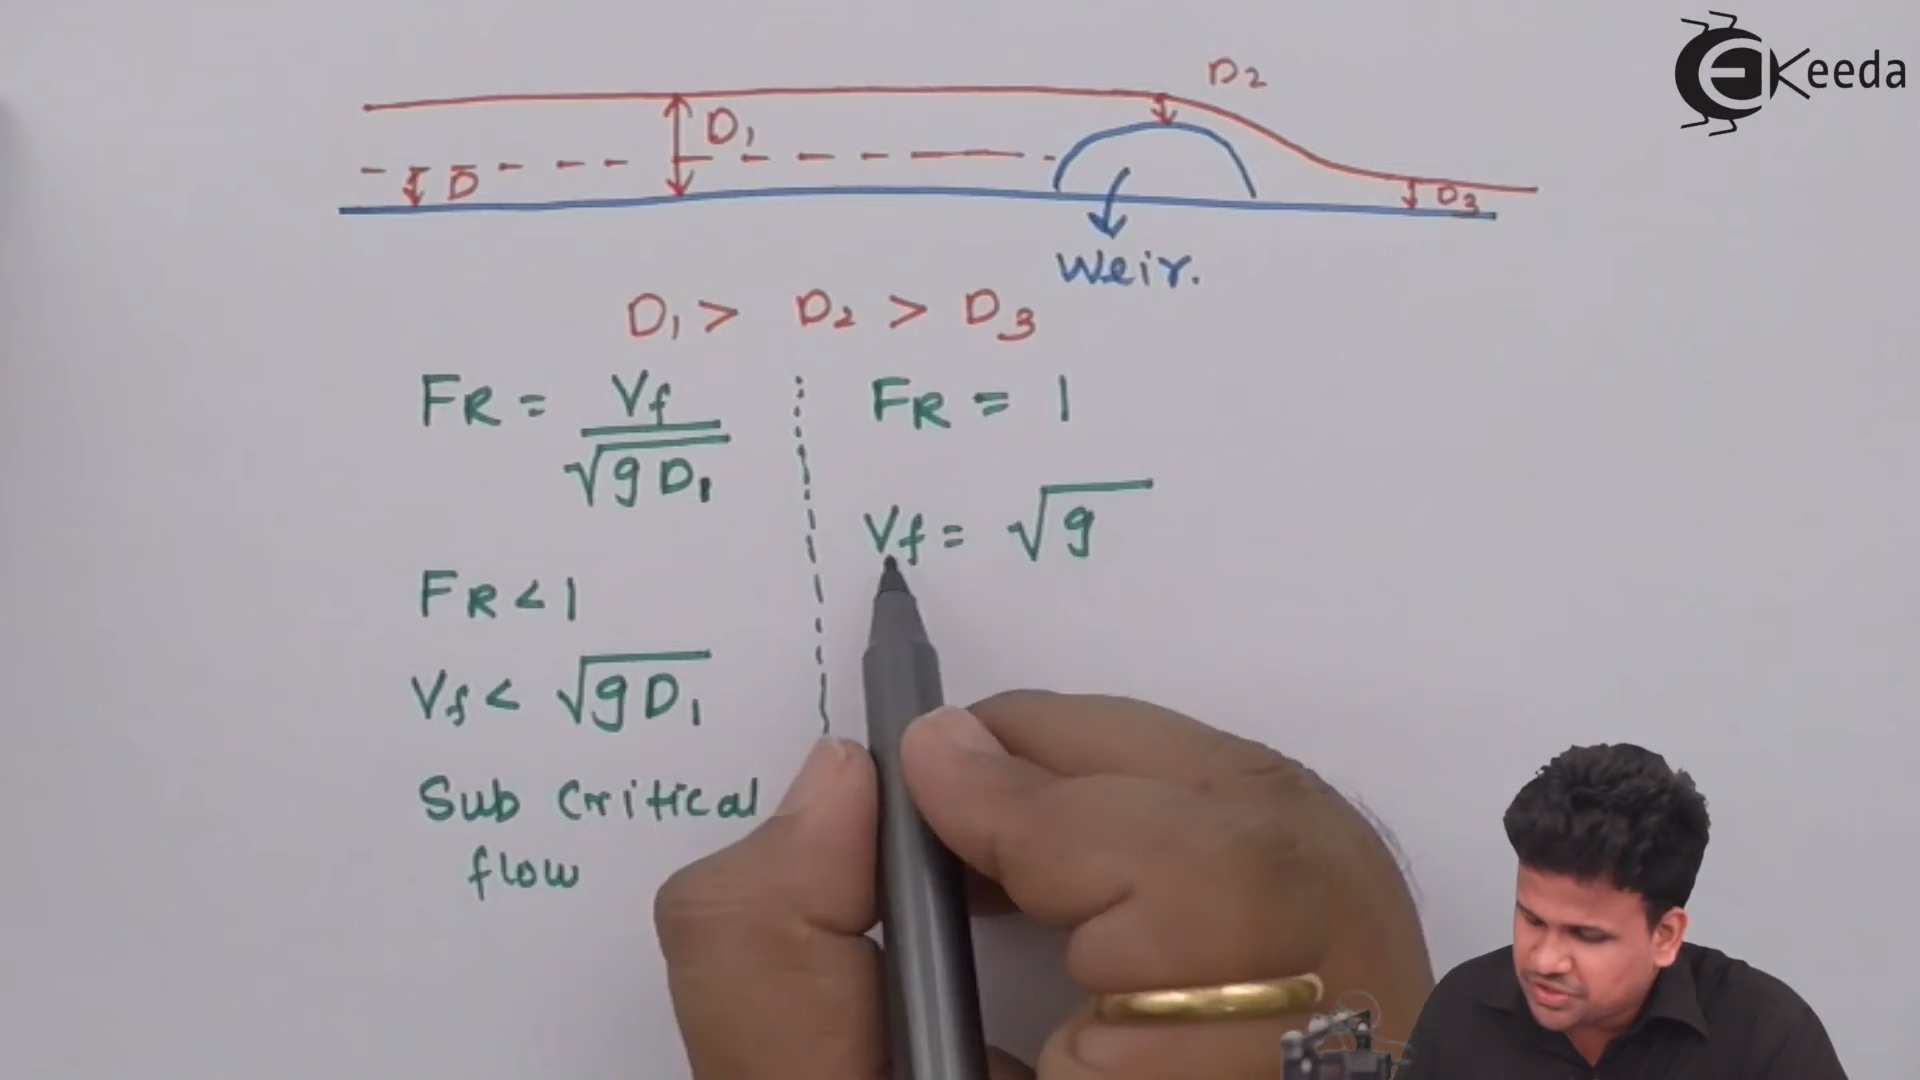 EKeeda
D2
D1
D
D3
Weir.
D1 > D2 > D3
FR = Vf / √gD1
FR < 1
Vf < √gD1
Sub Critical
flow
FR = 1
Vf = √g